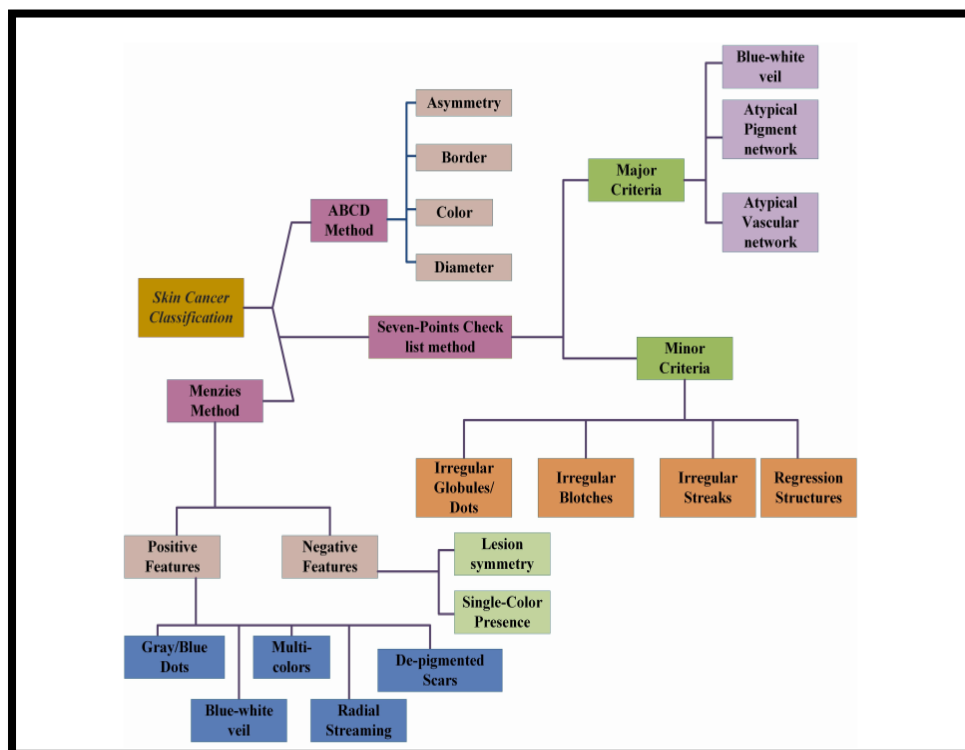 Blue-white
veil
Asymmetry
Atypical
Pigment
network
Border
Major
Criteria
ABCD
Method
Color
Atypical
Vascular
network
Diameter
Skin Cancer
Classification
Seven-Points Check
list method
Minor
Criteria
Menzies
Method
Irregular
Globules/
Dots
Irregular
Blotches
Irregular
Streaks
Regression
Structures
Positive
Features
Negative
Features
Lesion
symmetry
Single-Color
Presence
Gray/Blue
Dots
Multi-
colors
De-pigmented
Scars
Blue-white
veil
Radial
Streaming